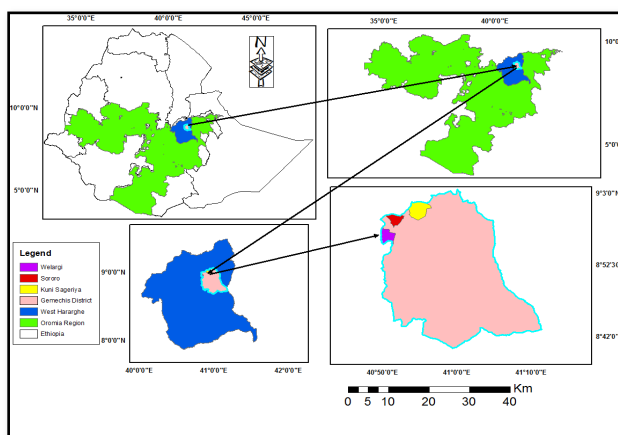 35°0'0"E 40°0'0"E 45°0'0"E
10°0'0"N
5°0'0"N
N
35°0'0"E 40°0'0"E
10°0
5°0
Legend
Welargi
Sororo
Kuni Sageriya
Gemechis District
West Hararghe
Oromia Region
Ethiopia
9°0'0"N
8°0'0"N
40°0'0"E 41°0'0"E 42°0'0"E
9°3'0"N
8°52'30
8°42'0
40°50'E 41°0'0"E 41°10'0"E
Km
0 5 10 20 30 40